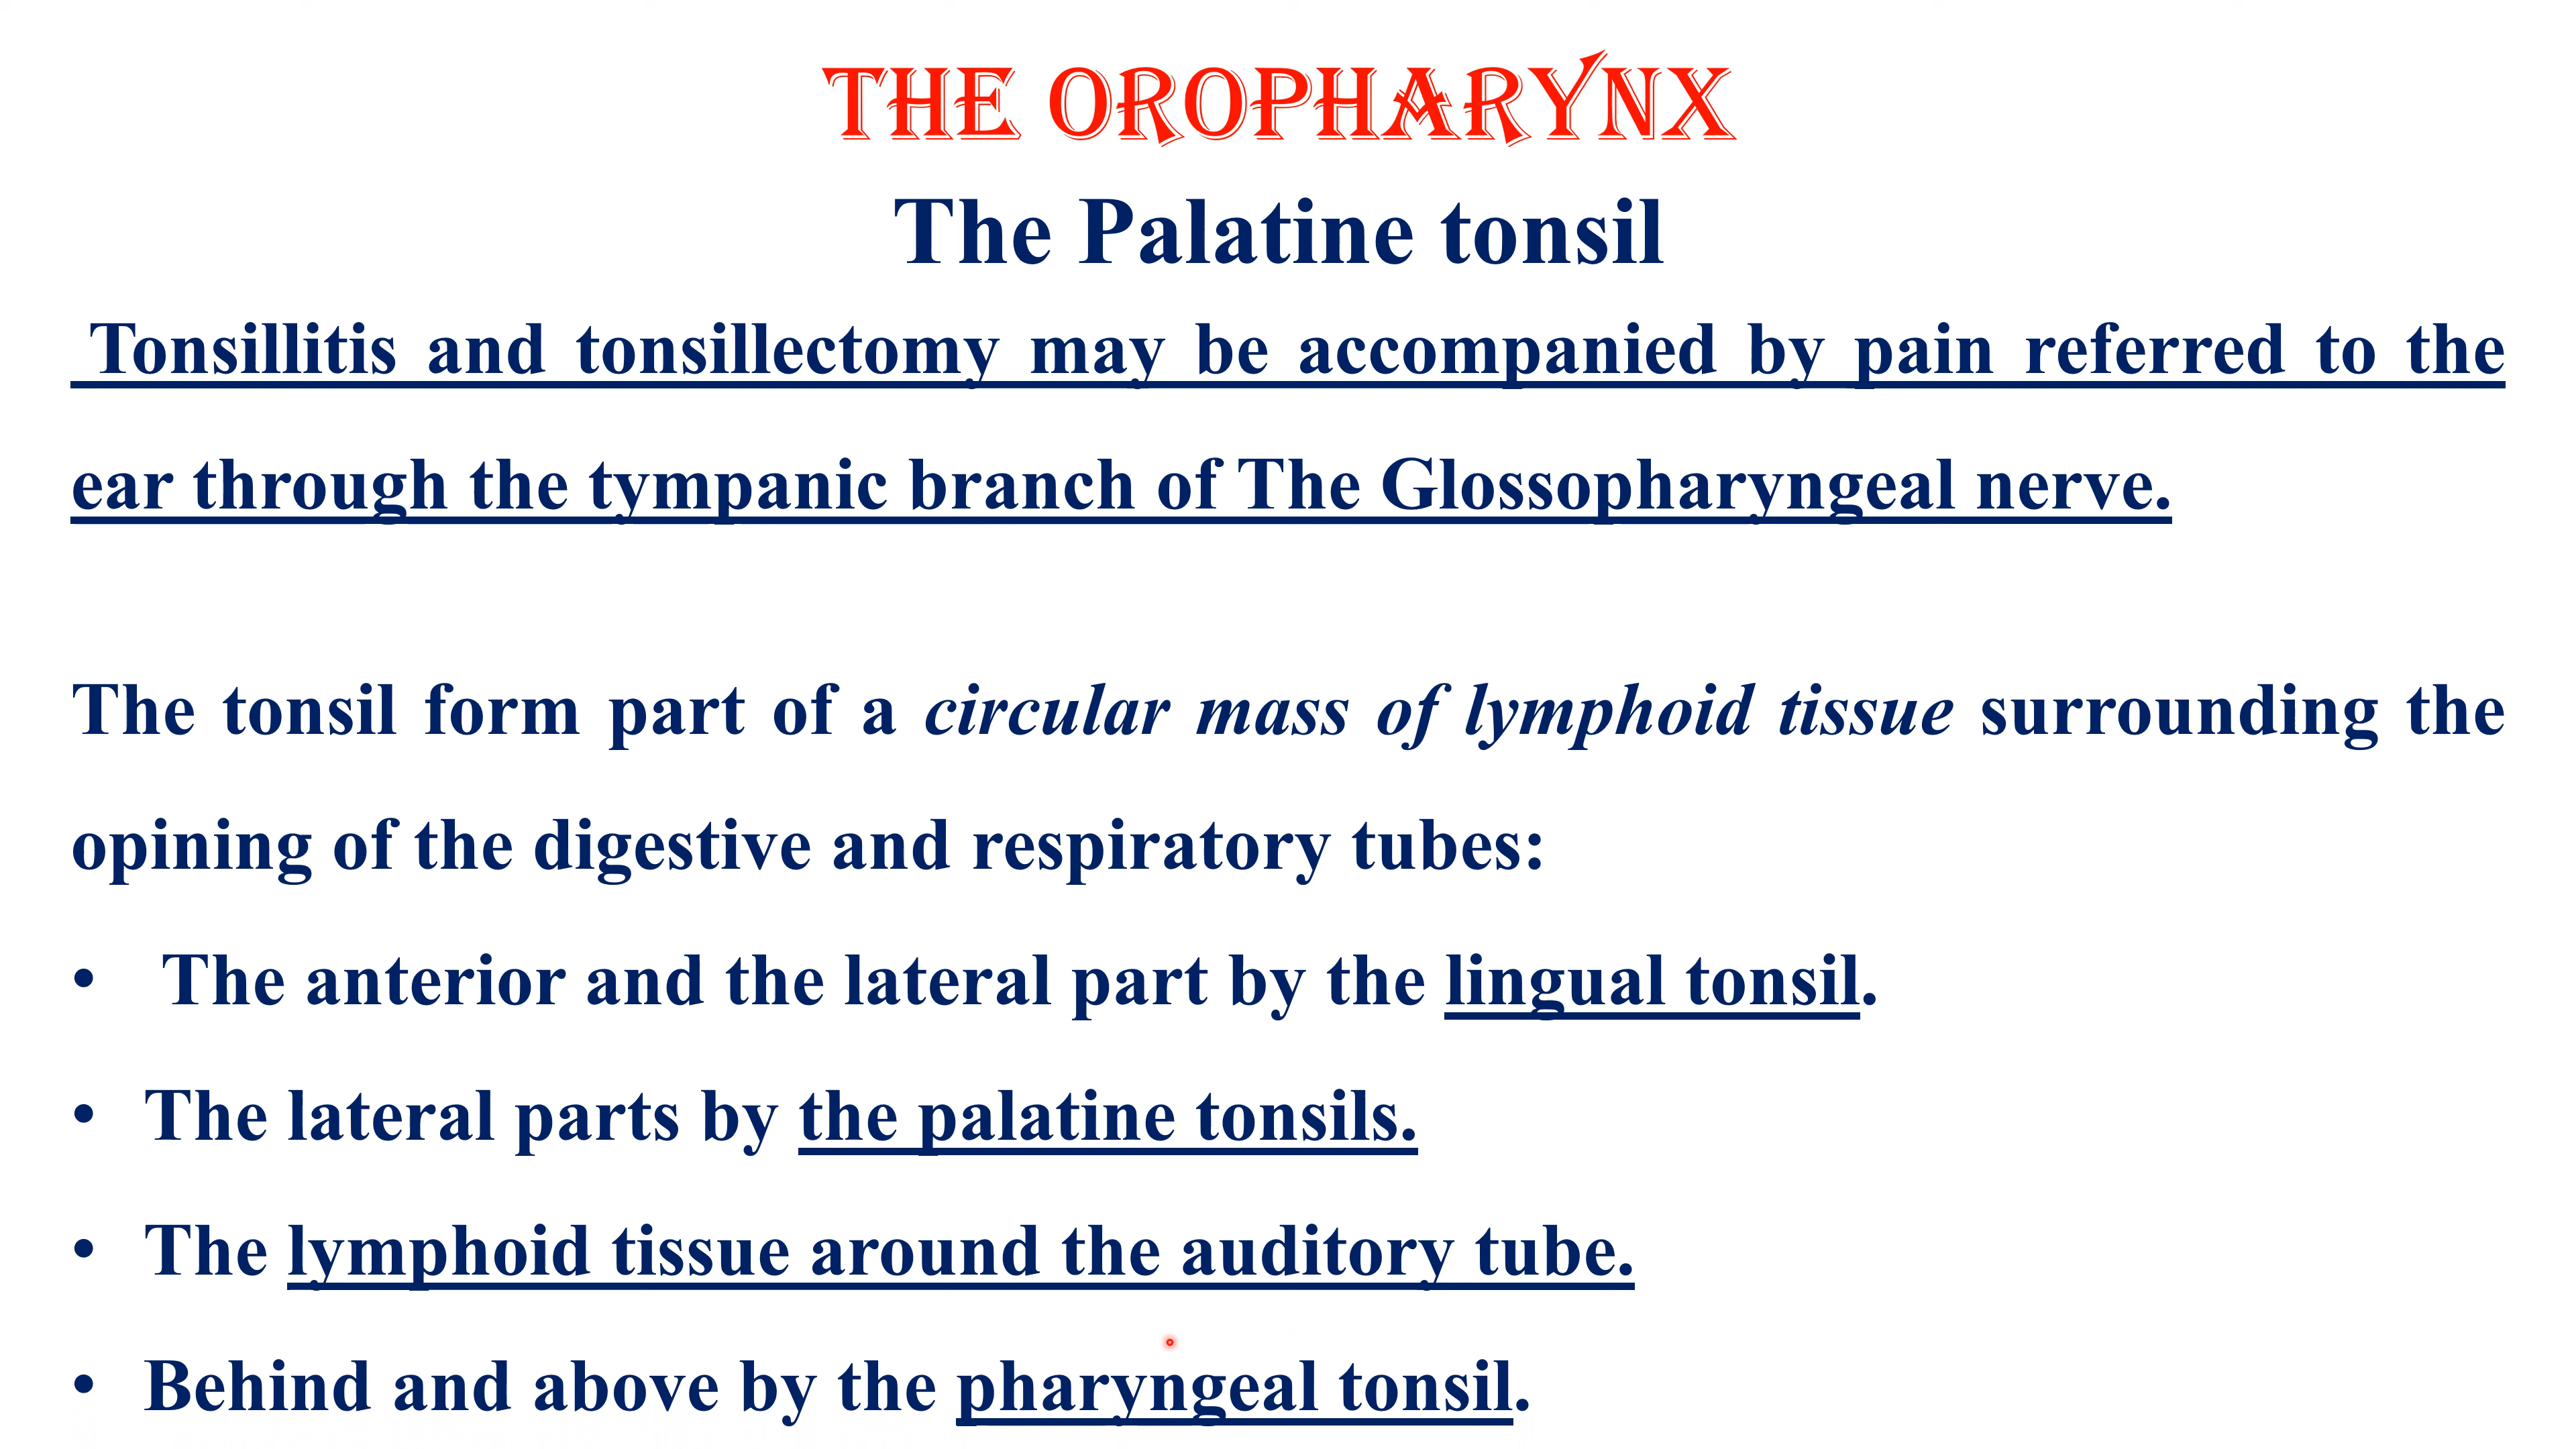 THE OROPHARYNX
The Palatine tonsil
Tonsillitis and tonsillectomy may be accompanied by pain referred to the
ear through the tympanic branch of The Glossopharyngeal nerve.
The tonsil form part of a circular mass of lymphoid tissue surrounding the
opining of the digestive and respiratory tubes:
• The anterior and the lateral part by the lingual tonsil.
• The lateral parts by the palatine tonsils.
• The lymphoid tissue around the auditory tube.
• Behind and above by the pharyngeal tonsil.